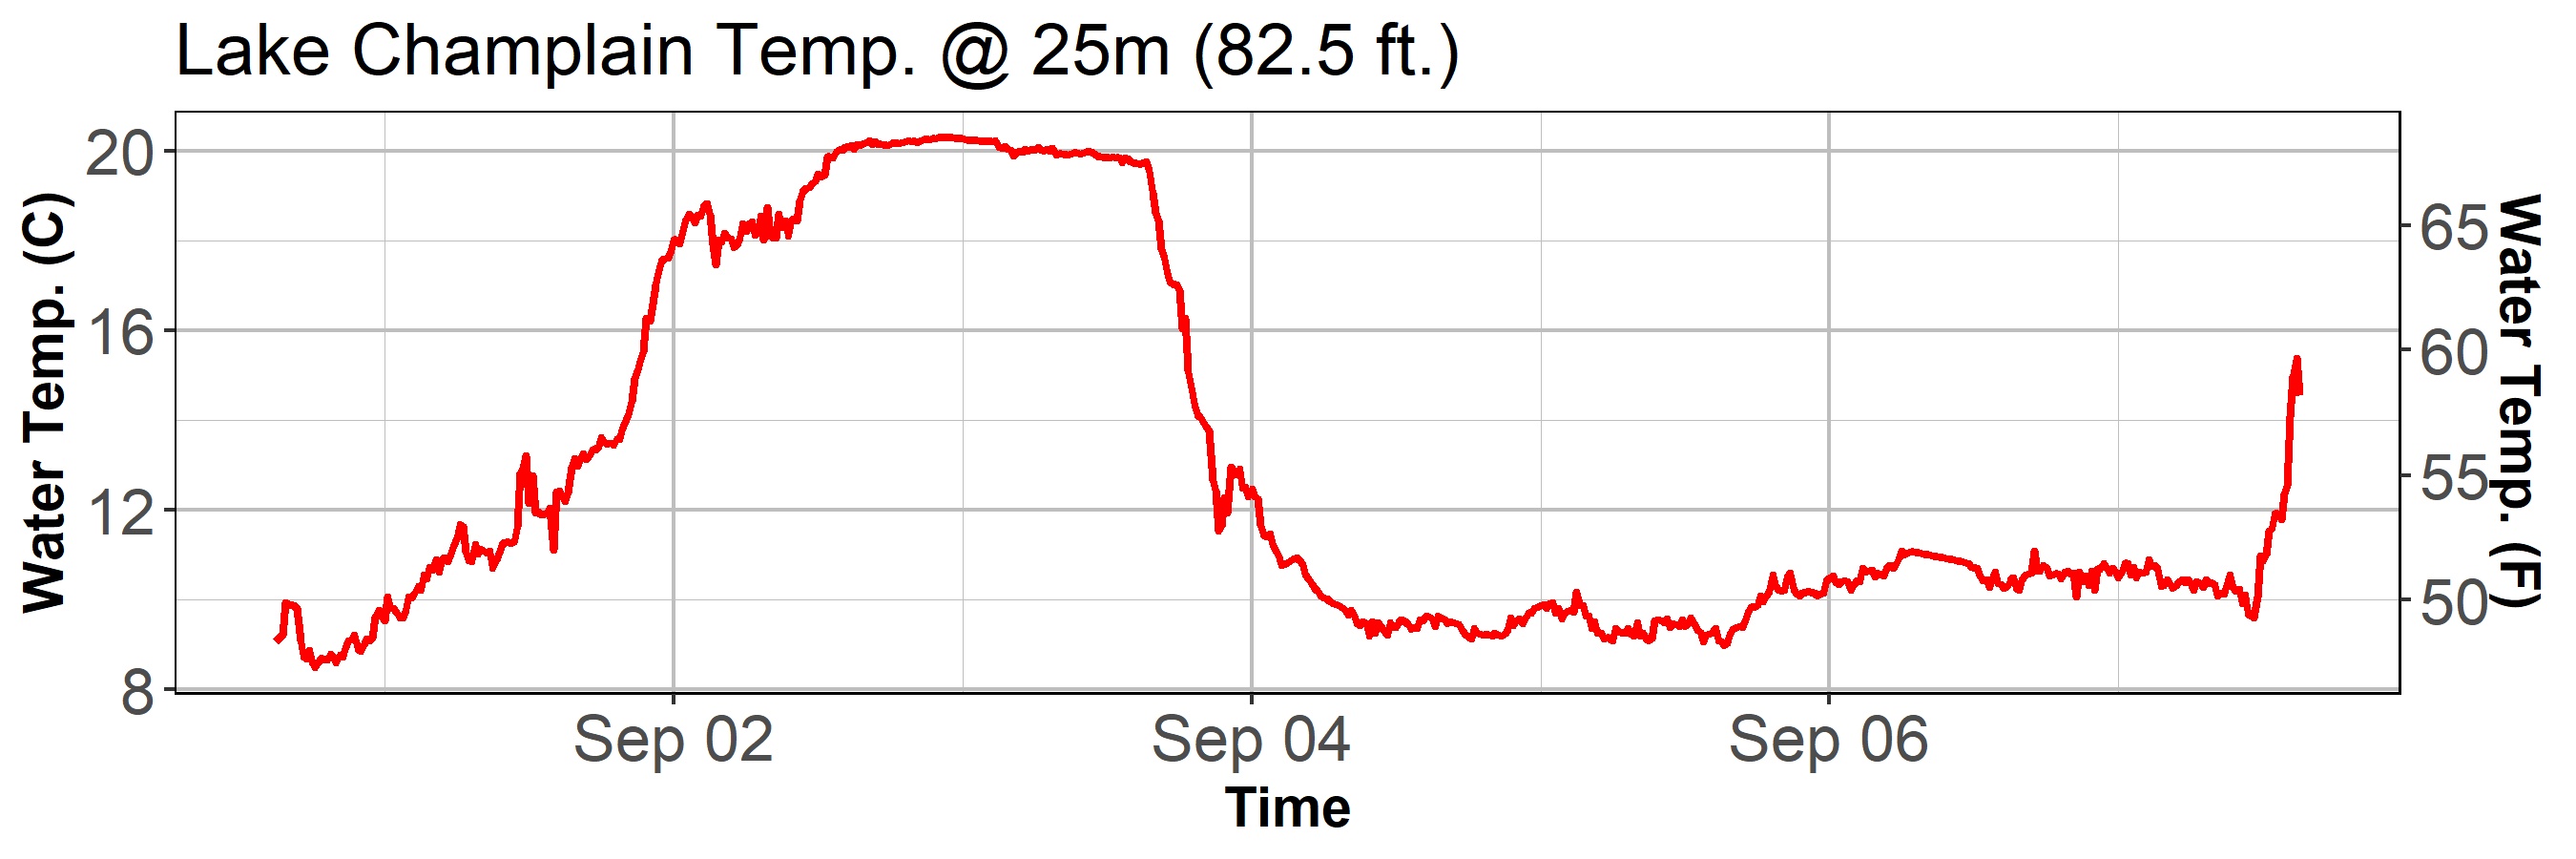 Lake Champlain Temp. @ 25m (82.5 ft.)
Water Temp. (C)
20
16
12
8
65
60
55
50
Water Temp. (F)
Sep 02
Sep 04
Sep 06
Time